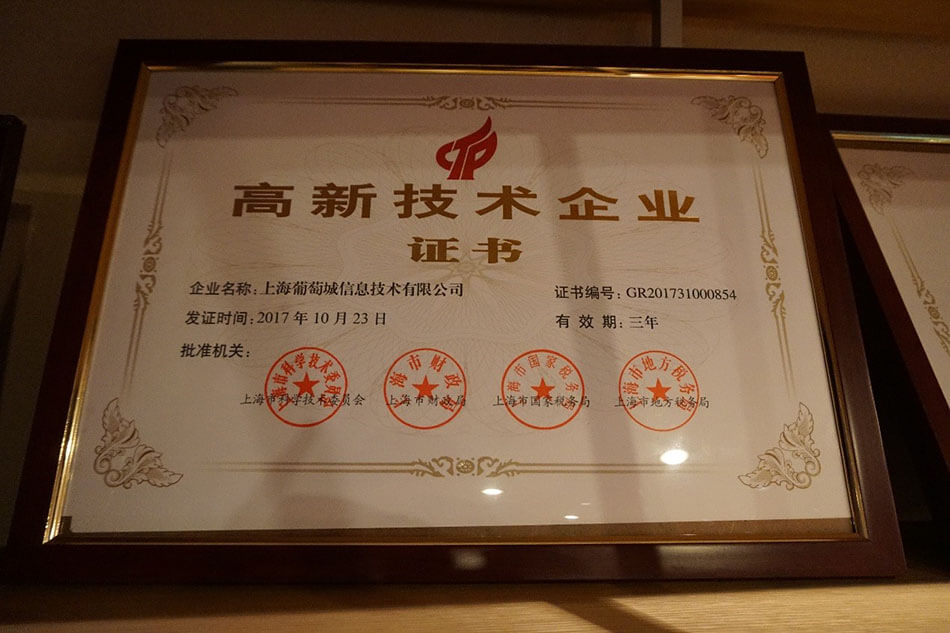 高新技术企业
证书
企业名称：上海葡萄城信息技术有限公司
证书编号：GR201731000854
发证时间：2017年10月23日
有效期：三年
批准机关：
上海市科学技术委员会
上海市财政局
上海市国家税务局
上海市地方税务局